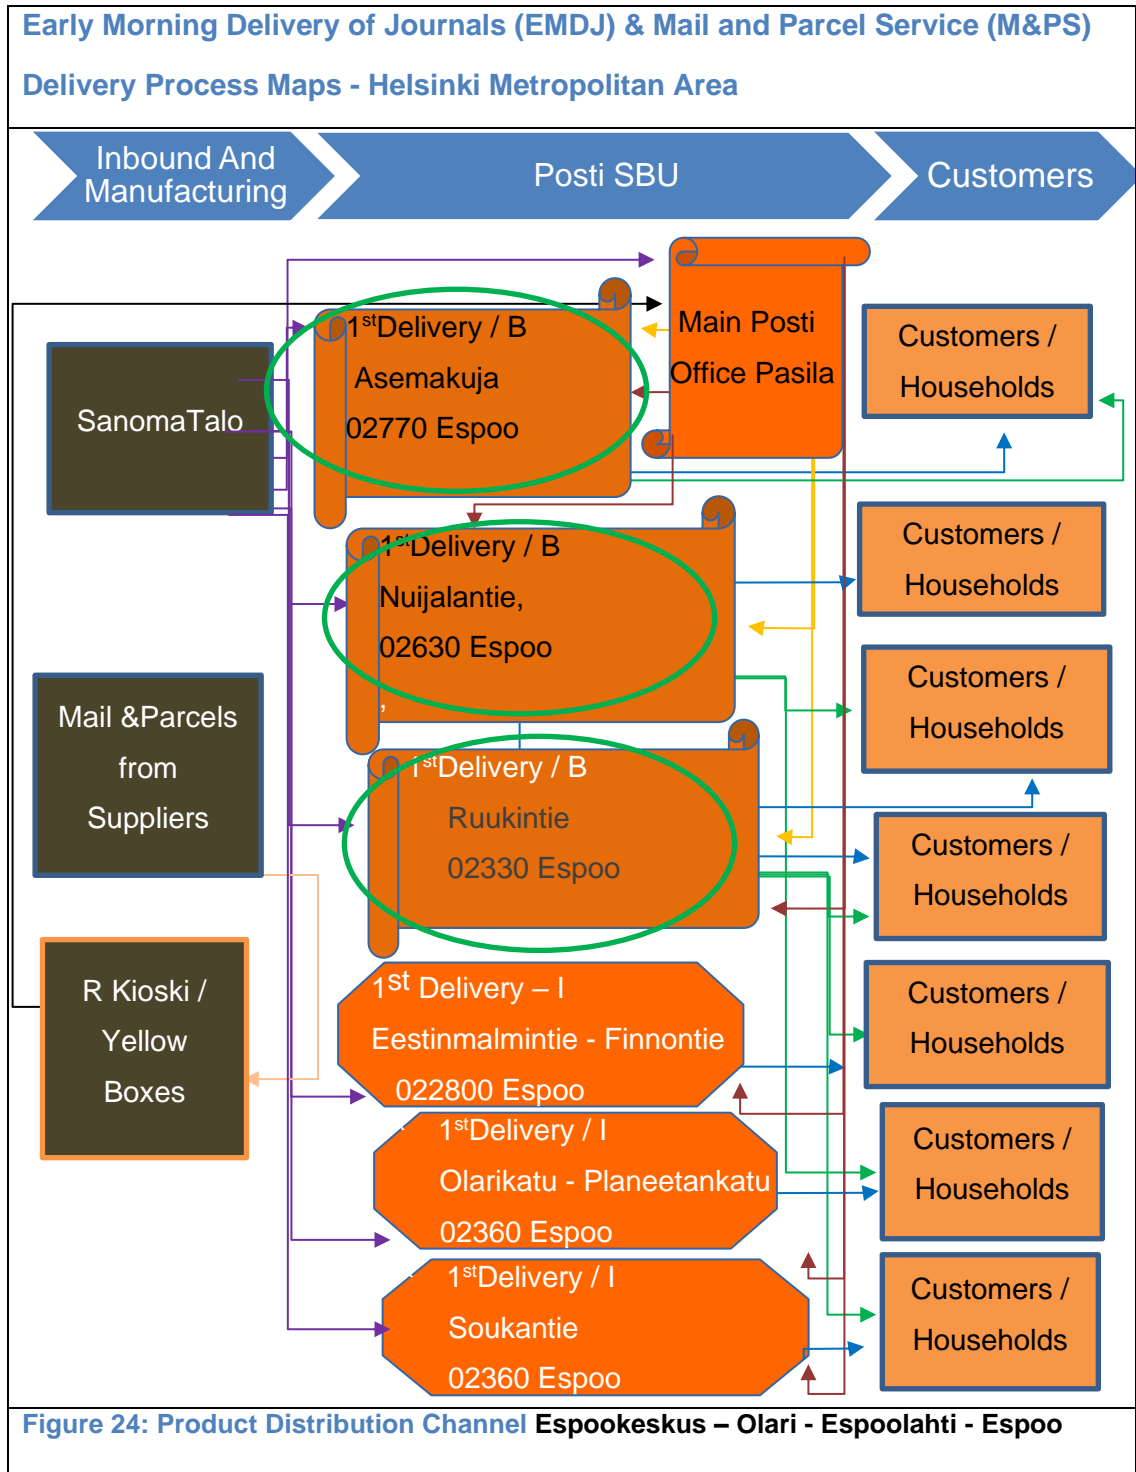 Early Morning Delivery of Journals (EMDJ) & Mail and Parcel Service (M&PS)
Delivery Process Maps - Helsinki Metropolitan Area
Inbound And
Manufacturing
Posti SBU
Customers
SanomaTalo
Mail &Parcels
from
Suppliers
R Kioski /
Yellow
Boxes
1st Delivery / B
Asemakuja
02770 Espoo
Main Posti
Office Pasila
1stDelivery / B
Nuijalantie,
02630 Espoo
,
1stDelivery / B
Ruukintie
02330 Espoo
1st Delivery – I
Eestinmalmintie - Finnontie
022800 Espoo
1stDelivery / I
Olarikatu - Planeetankatu
02360 Espoo
1stDelivery / I
Soukantie
02360 Espoo
Customers /
Households
Customers /
Households
Customers /
Households
Customers /
Households
Customers /
Households
Customers /
Households
Customers /
Households
Figure 24: Product Distribution Channel Espookeskus – Olari - Espoolahti - Espoo